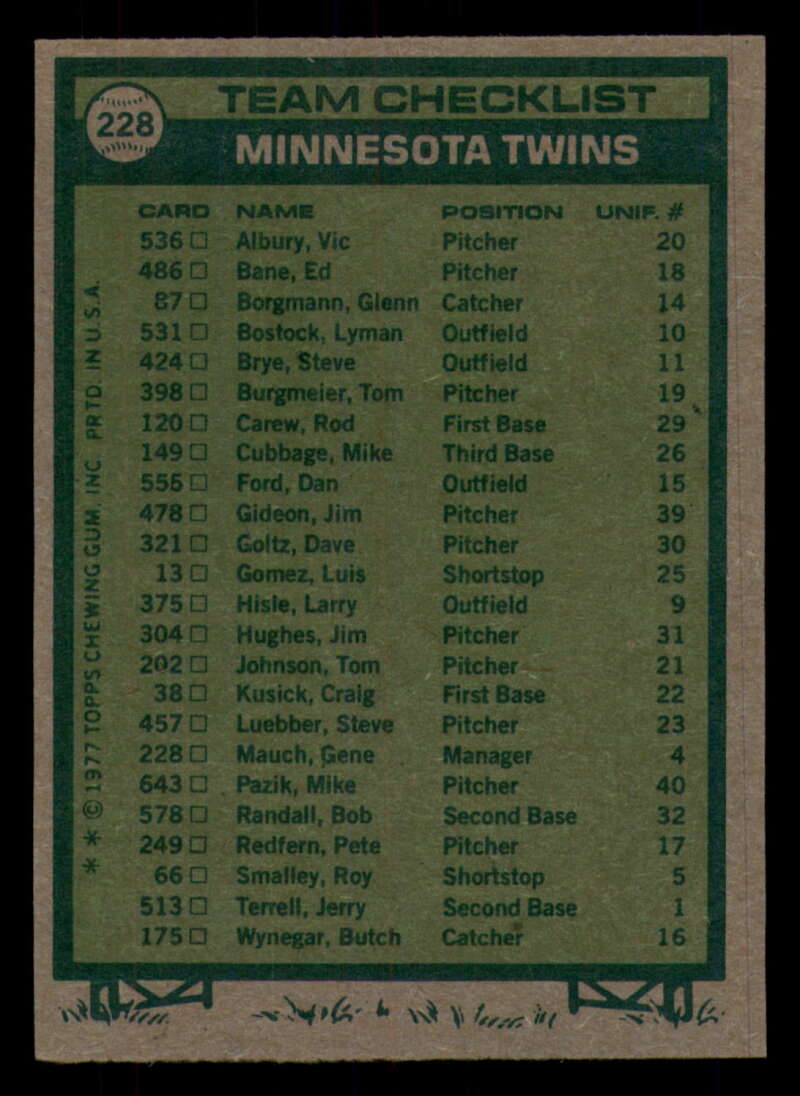 228
TEAM CHECKLIST
MINNESOTA TWINS
CARD NAME POSITION UNIF. #
536 □ Albury, Vic Pitcher 20
486 □ Bane, Ed Pitcher 18
87 □ Borgmann, Glenn Catcher 14
531 □ Bostock, Lyman Outfield 10
424 □ Brye, Steve Outfield 11
398 □ Burgmeier, Tom Pitcher 19
120 □ Carew, Rod First Base 29
149 □ Cubbage, Mike Third Base 26
555 □ Ford, Dan Outfield 15
478 □ Gideon, Jim Pitcher 39
321 □ Goltz, Dave Pitcher 30
13 □ Gomez, Luis Shortstop 25
375 □ Hisle, Larry Outfield 9
304 □ Hughes, Jim Pitcher 31
202 □ Johnson, Tom Pitcher 21
38 □ Kusick, Craig First Base 22
457 □ Luebber, Steve Pitcher 23
228 □ Mauch, Gene Manager 4
643 □ Pazik, Mike Pitcher 40
578 □ Randall, Bob Second Base 32
249 □ Redfern, Pete Pitcher 17
66 □ Smalley, Roy Shortstop 5
513 □ Terrell, Jerry Second Base 1
175 □ Wynegar, Butch Catcher 16
* * © 1977 TOPPS CHEWING GUM, INC. PRTD. IN U.S.A.